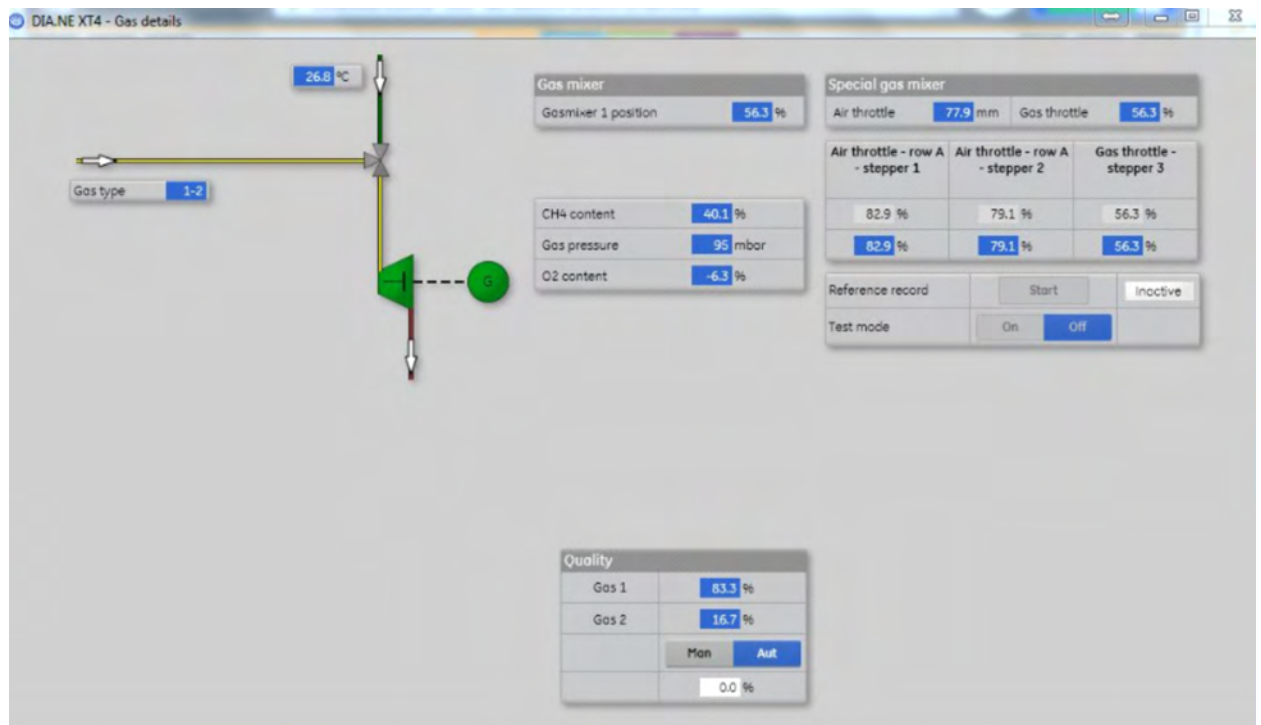 DIA.NE XT4 - Gas details
26.8 °C
Gas type 1-2
G
Gas mixer
Gasmixer 1 position 56.3 %
CH4 content 40.1 %
Gas pressure 95 mbar
O2 content -6.3 %
Special gas mixer
Air throttle 77.9 mm Gas throttle 56.3 %
Air throttle - row A - stepper 1
Air throttle - row A - stepper 2
Gas throttle - stepper 3
82.9 % 79.1 % 56.3 %
82.9 % 79.1 % 56.3 %
Reference record Start Inactive
Test mode On Off
Quality
Gas 1 83.3 %
Gas 2 16.7 %
Man Aut
0.0 %